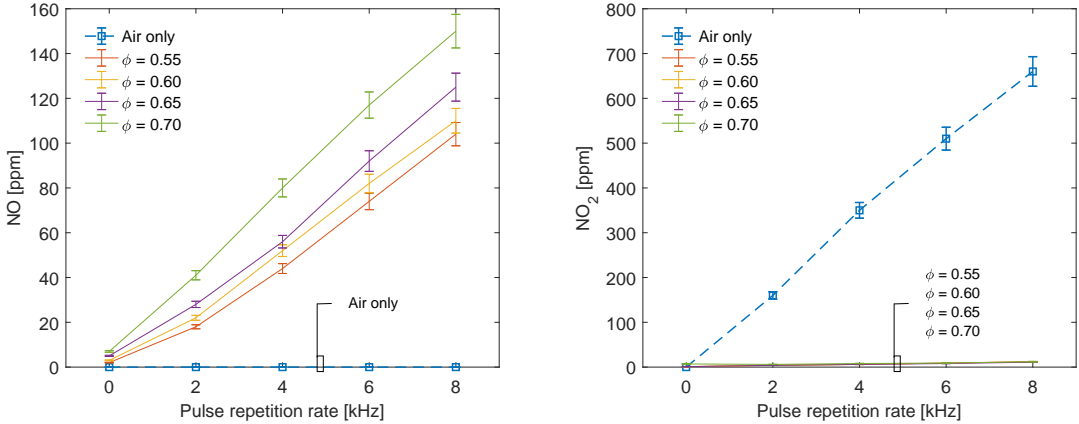 160
140
120
100
80
60
40
20
0
NO [ppm]
Air only
ϕ = 0.55
ϕ = 0.60
ϕ = 0.65
ϕ = 0.70
Air only
0 2 4 6 8
Pulse repetition rate [kHz]
800
700
600
500
400
300
200
100
0
NO₂ [ppm]
Air only
ϕ = 0.55
ϕ = 0.60
ϕ = 0.65
ϕ = 0.70
ϕ = 0.55
ϕ = 0.60
ϕ = 0.65
ϕ = 0.70
0 2 4 6 8
Pulse repetition rate [kHz]